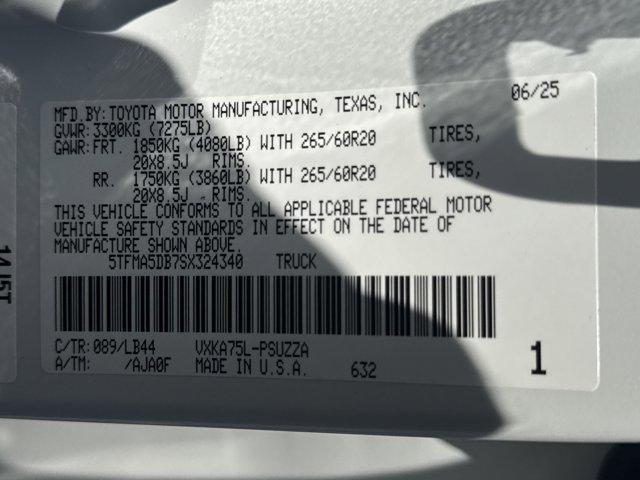 MFD.BY: TOYOTA MOTOR MANUFACTURING, TEXAS, INC. 06/25
GVWR: 3300KG (7275LB)
GAWR: FRT. 1850KG (4080LB) WITH 265/60R20 TIRES,
20X8.5J RIMS.
RR. 1750KG (3860LB) WITH 265/60R20 TIRES,
20X8.5J RIMS.
THIS VEHICLE CONFORMS TO ALL APPLICABLE FEDERAL MOTOR
VEHICLE SAFETY STANDARDS IN EFFECT ON THE DATE OF
MANUFACTURE SHOWN ABOVE.
5TFMA5DB7SX324340 TRUCK
C/TR: 089/LB44 VXKA75L-PSUZZA
A/TM: /AJA0F MADE IN U.S.A. 632 1